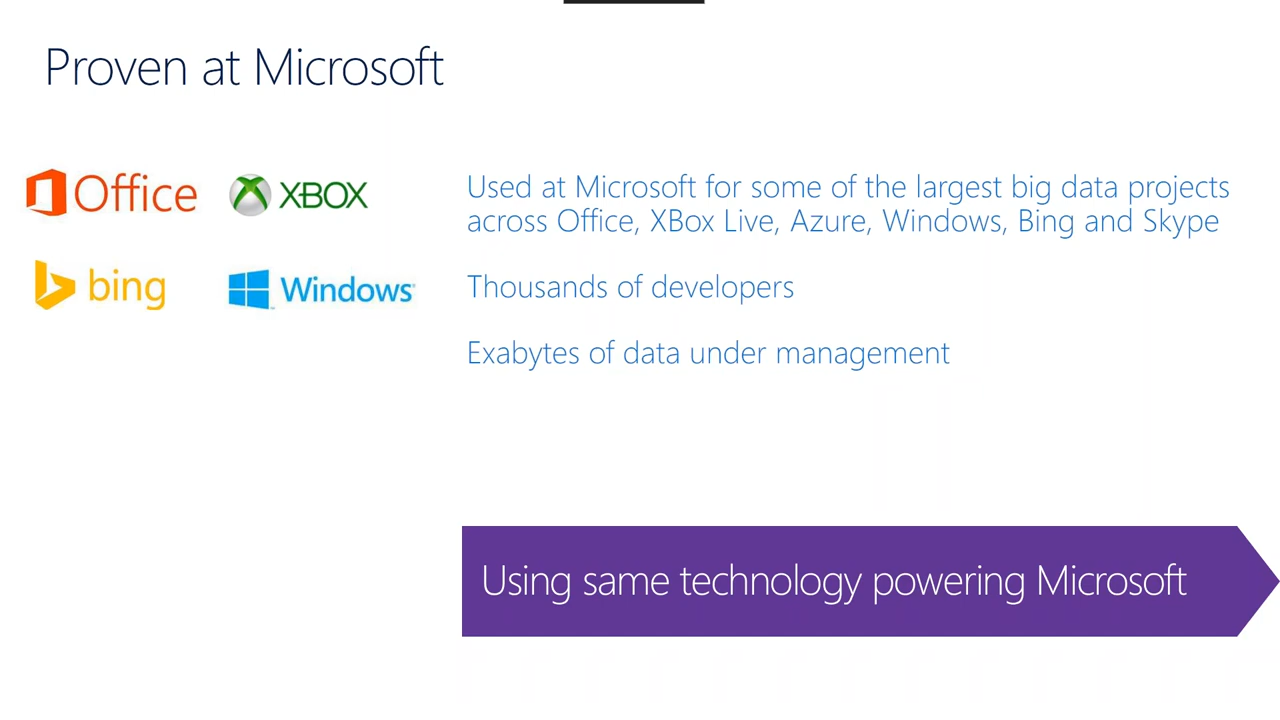 Proven at Microsoft
Office
XBOX
bing
Windows
Used at Microsoft for some of the largest big data projects
across Office, XBox Live, Azure, Windows, Bing and Skype
Thousands of developers
Exabytes of data under management
Using same technology powering Microsoft